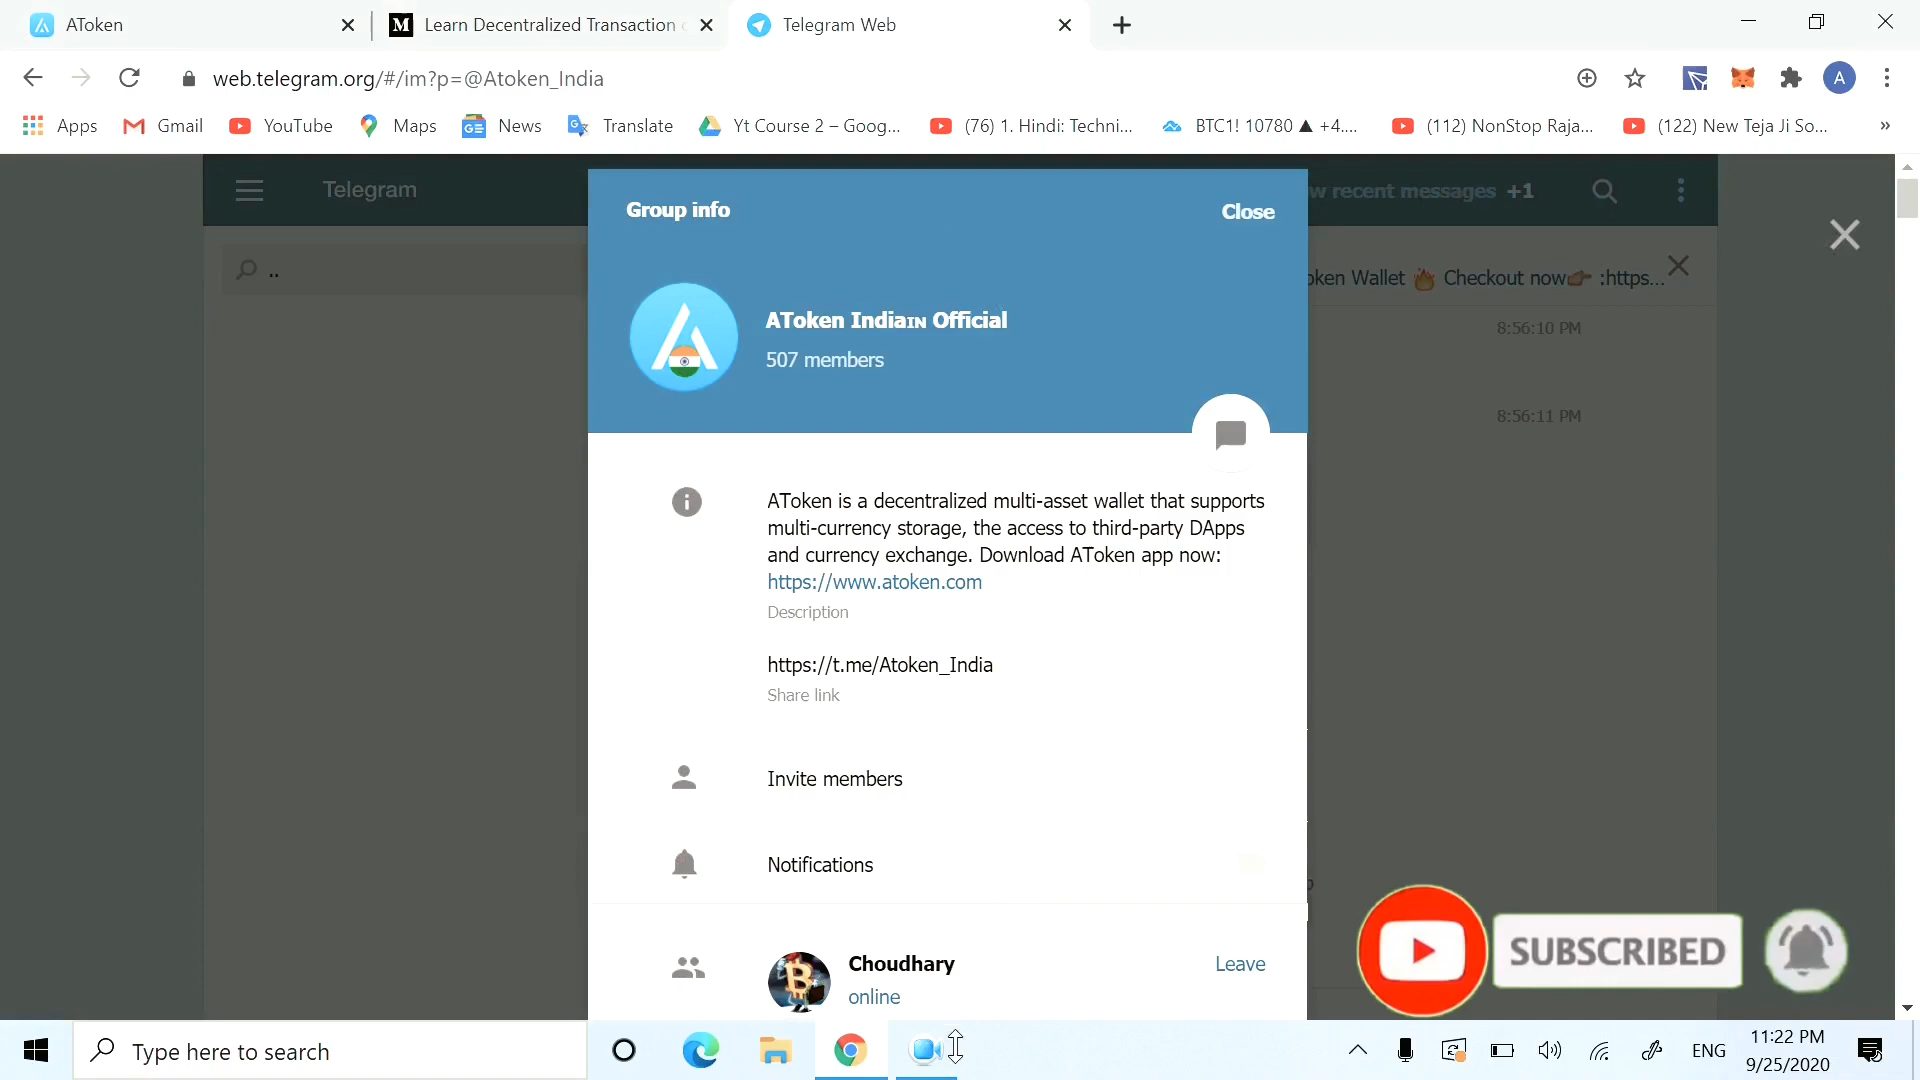 AToken
M Learn Decentralized Transaction
Telegram Web
web.telegram.org/#/im?p=@Atoken_India
A
Apps
Gmail
YouTube
Maps
News
Translate
Yt Course 2 – Goog...
(76) 1. Hindi: Techni...
BTC1! 10780 ▲ +4....
(112) NonStop Raja...
(122) New Teja Ji So...
»
Telegram
Group info
Close
recent messages +1
..
AToken India🇮🇳 Official
507 members
Wallet 🔥 Checkout now👉 :https...
8:56:10 PM
8:56:11 PM
AToken is a decentralized multi-asset wallet that supports
multi-currency storage, the access to third-party DApps
and currency exchange. Download AToken app now:
https://www.atoken.com
Description
https://t.me/Atoken_India
Share link
Invite members
Notifications
Choudhary
Leave
online
SUBSCRIBED
Type here to search
ENG
11:22 PM
9/25/2020